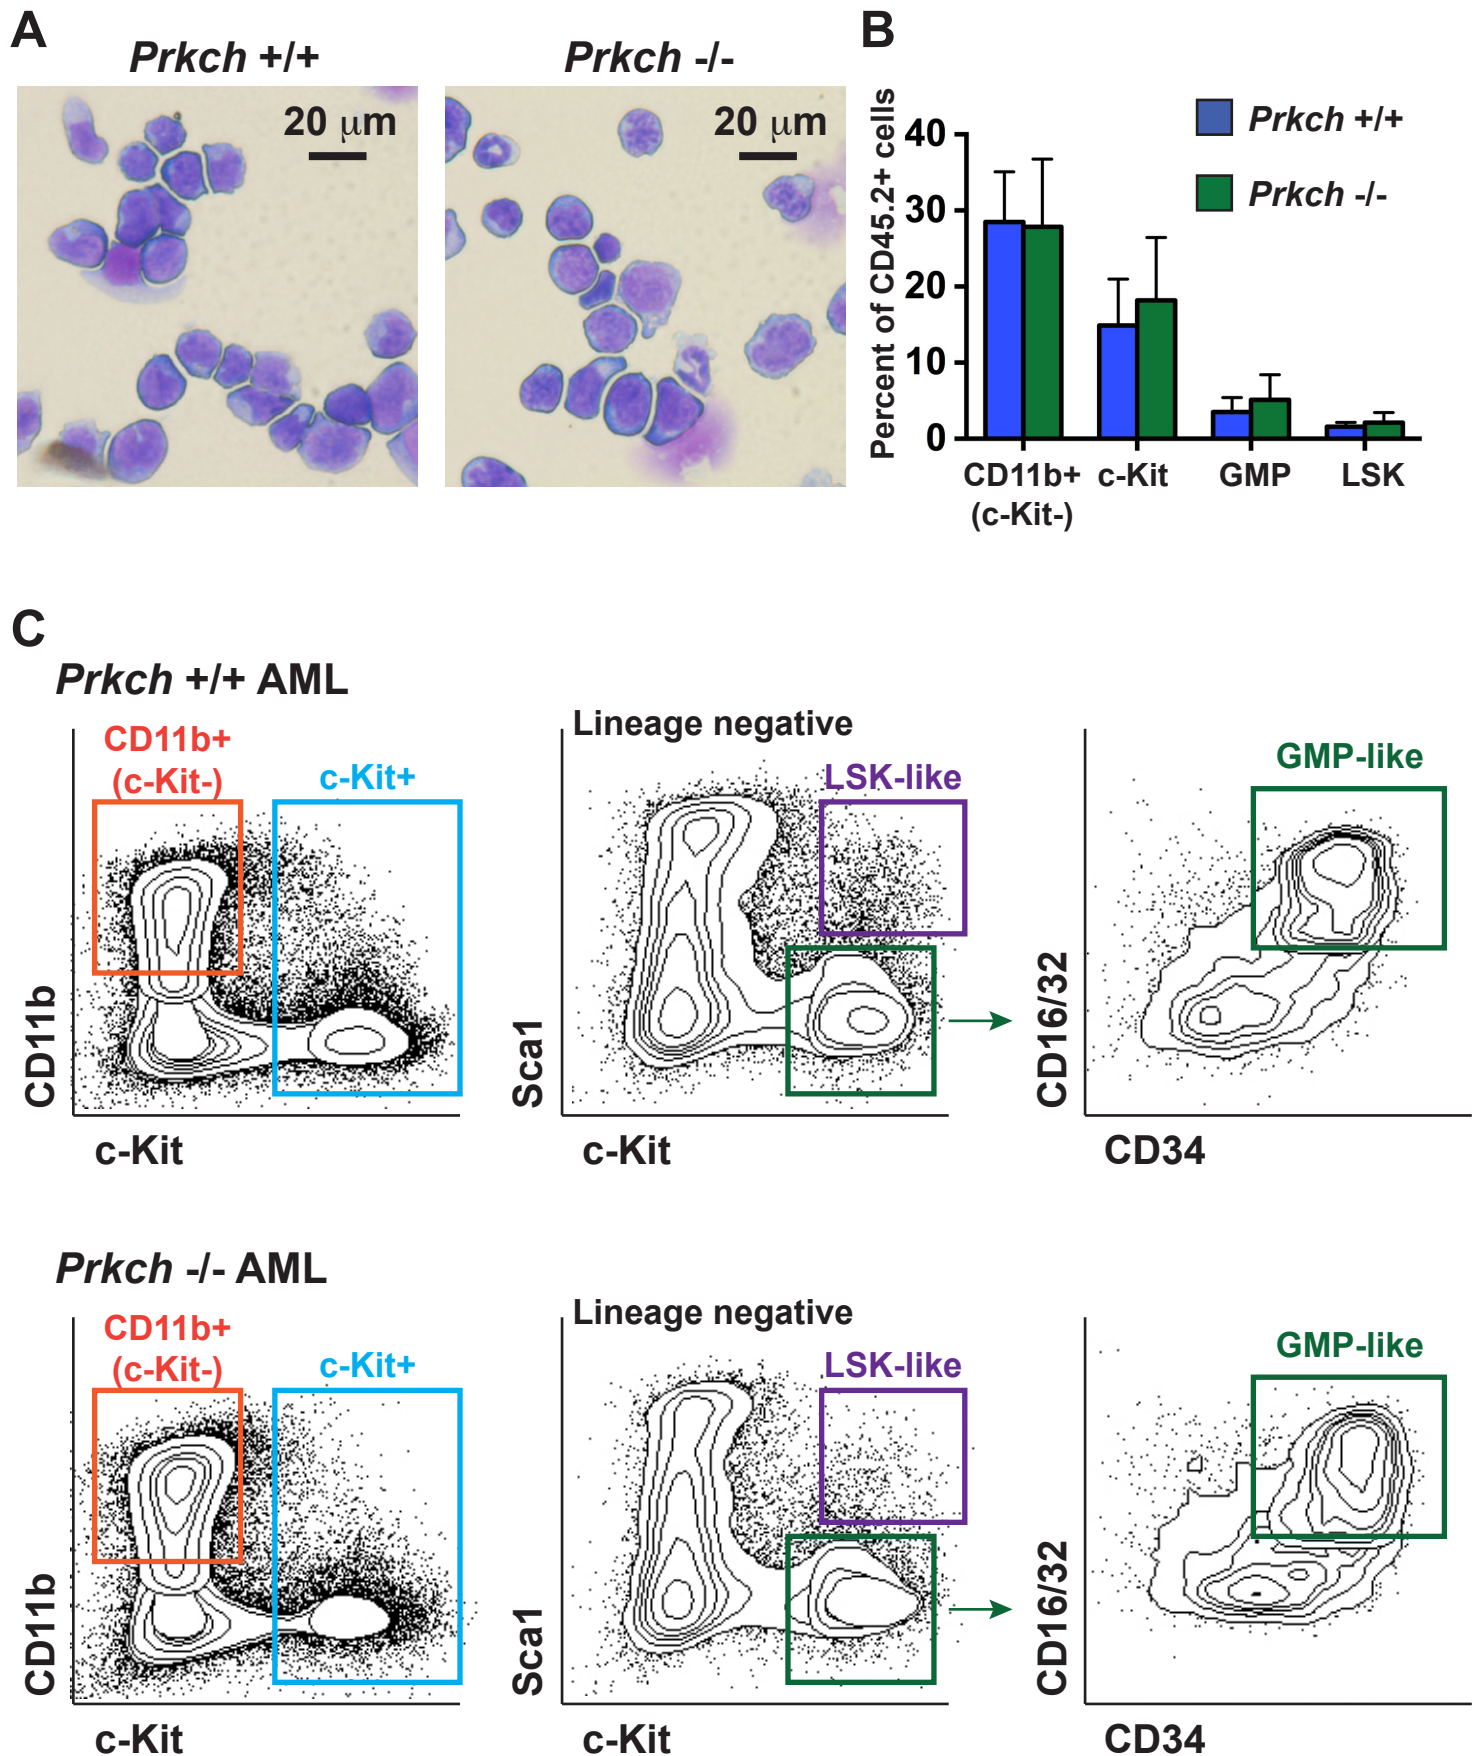 A
Prkch +/+
Prkch -/-
20 μm
20 μm
B
Percent of CD45.2+ cells
40
30
20
10
0
Prkch +/+
Prkch -/-
CD11b+
(c-Kit-)
c-Kit
GMP
LSK
C
Prkch +/+ AML
CD11b+
(c-Kit-)
c-Kit+
CD11b
c-Kit
Lineage negative
LSK-like
Sca1
c-Kit
GMP-like
CD16/32
CD34
Prkch -/- AML
CD11b+
(c-Kit-)
c-Kit+
CD11b
c-Kit
Lineage negative
LSK-like
Sca1
c-Kit
GMP-like
CD16/32
CD34